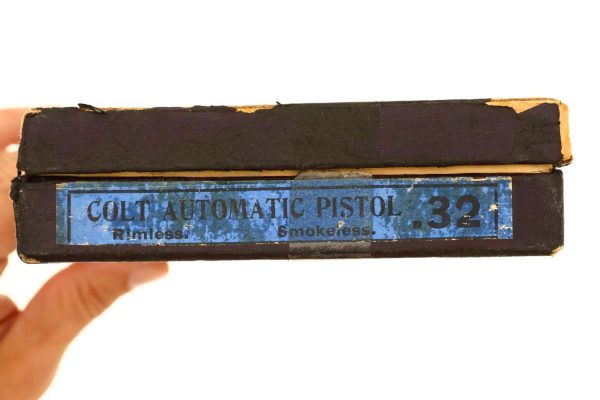 COLT AUTOMATIC PISTOL .32
Rimless. Smokeless.